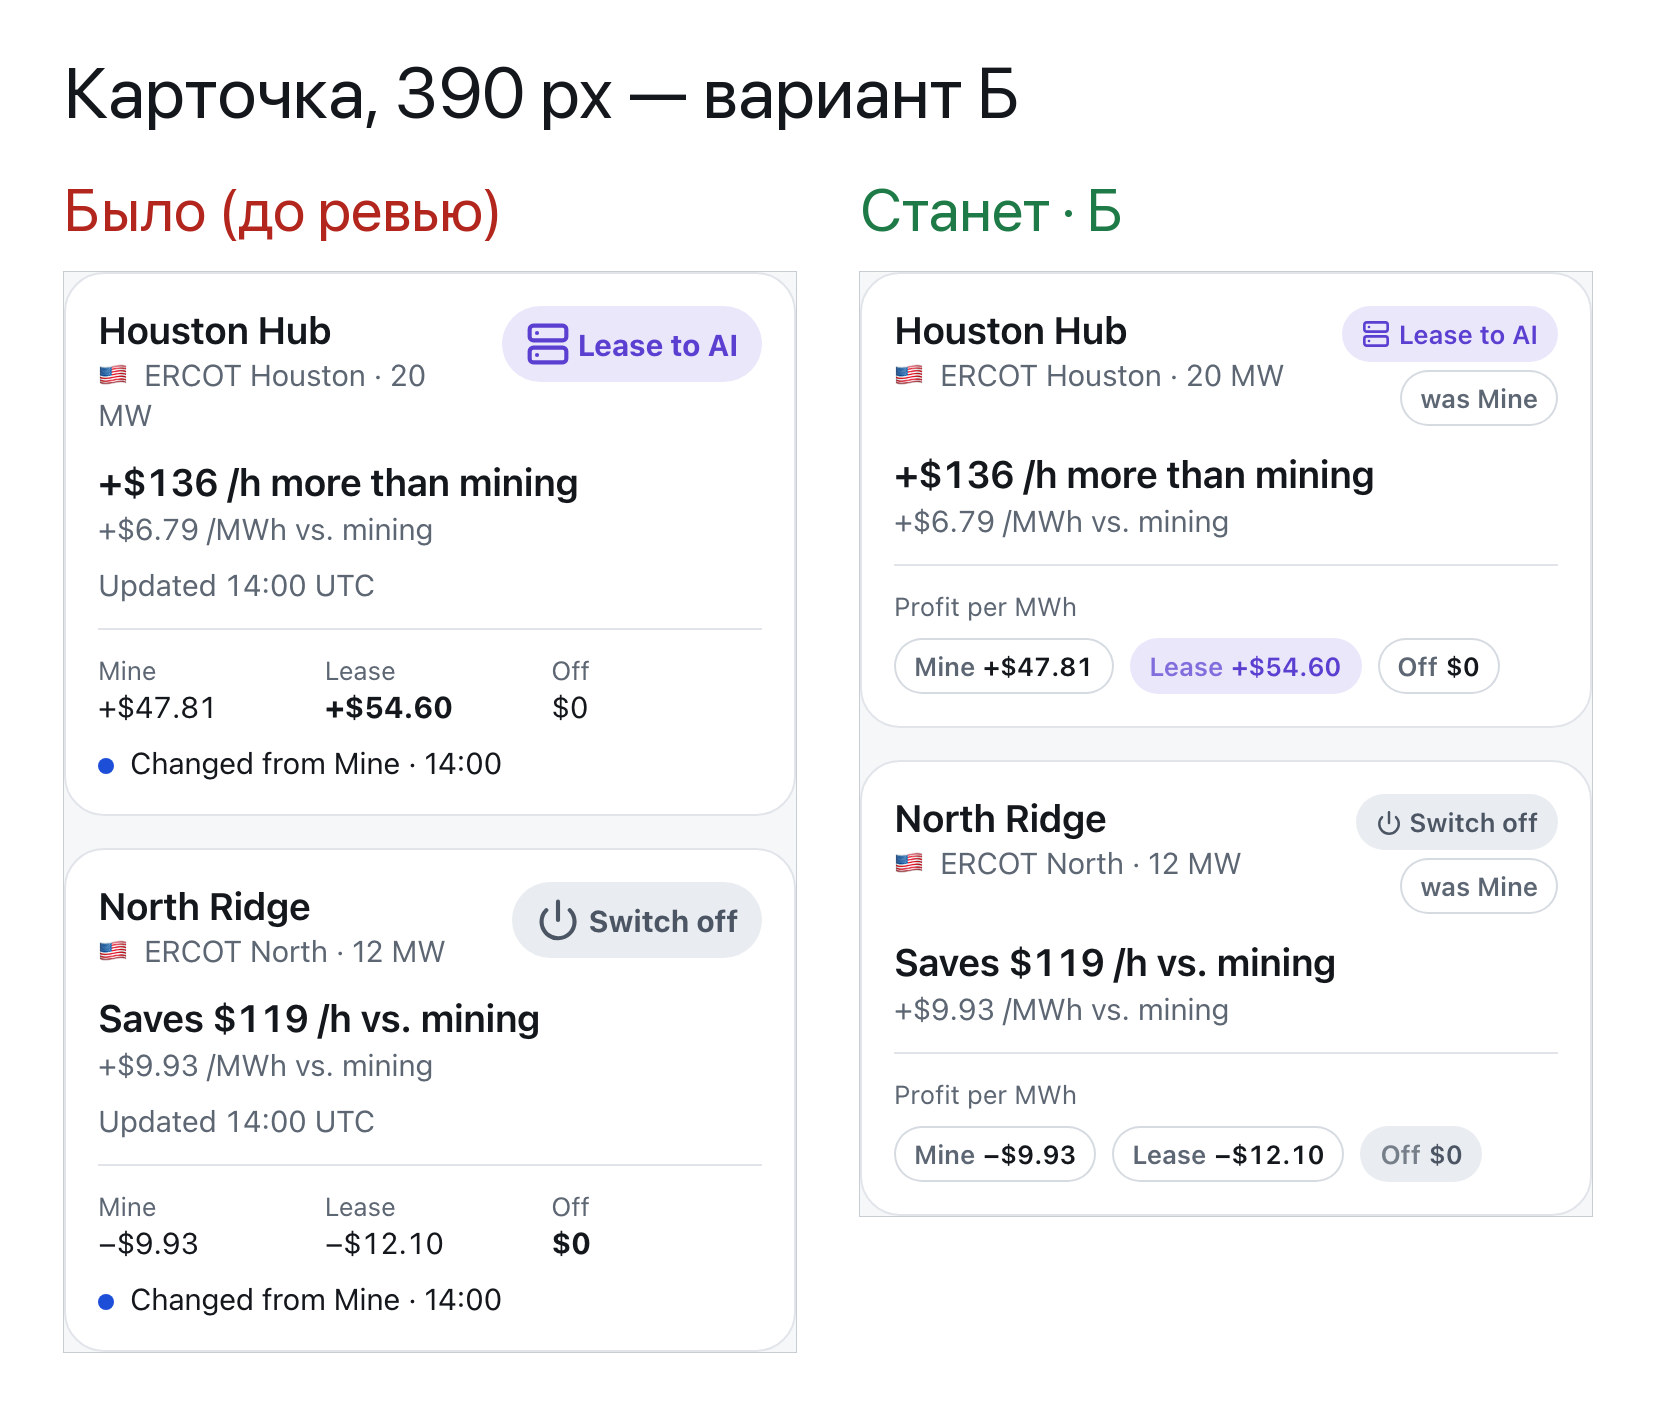 Карточка, 390 px — вариант Б
Было (до ревью)
Houston Hub
Lease to AI
🇺🇸 ERCOT Houston · 20
MW
+$136 /h more than mining
+$6.79 /MWh vs. mining
Updated 14:00 UTC
Mine Lease Off
+$47.81 +$54.60 $0
Changed from Mine · 14:00
North Ridge
Switch off
🇺🇸 ERCOT North · 12 MW
Saves $119 /h vs. mining
+$9.93 /MWh vs. mining
Updated 14:00 UTC
Mine Lease Off
−$9.93 −$12.10 $0
Changed from Mine · 14:00
Станет · Б
Houston Hub
Lease to AI
🇺🇸 ERCOT Houston · 20 MW
was Mine
+$136 /h more than mining
+$6.79 /MWh vs. mining
Profit per MWh
Mine +$47.81 Lease +$54.60 Off $0
North Ridge
Switch off
🇺🇸 ERCOT North · 12 MW
was Mine
Saves $119 /h vs. mining
+$9.93 /MWh vs. mining
Profit per MWh
Mine −$9.93 Lease −$12.10 Off $0